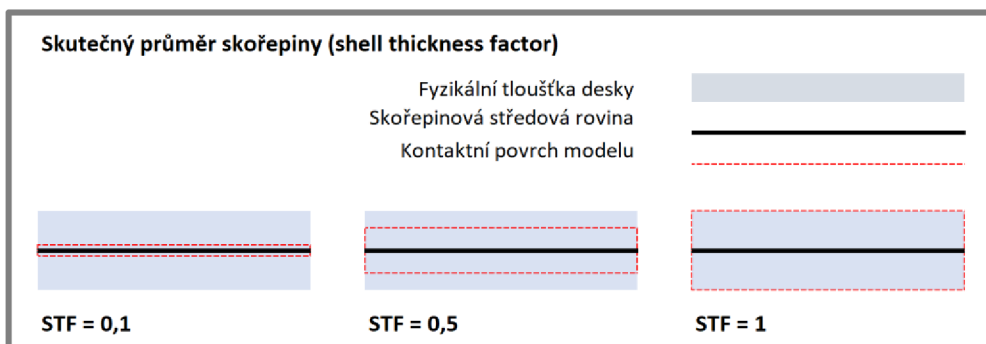 Skutečný průměr skořepiny (shell thickness factor)
Fyzikální tloušťka desky
Skořepinová středová rovina
Kontaktní povrch modelu
STF = 0,1
STF = 0,5
STF = 1